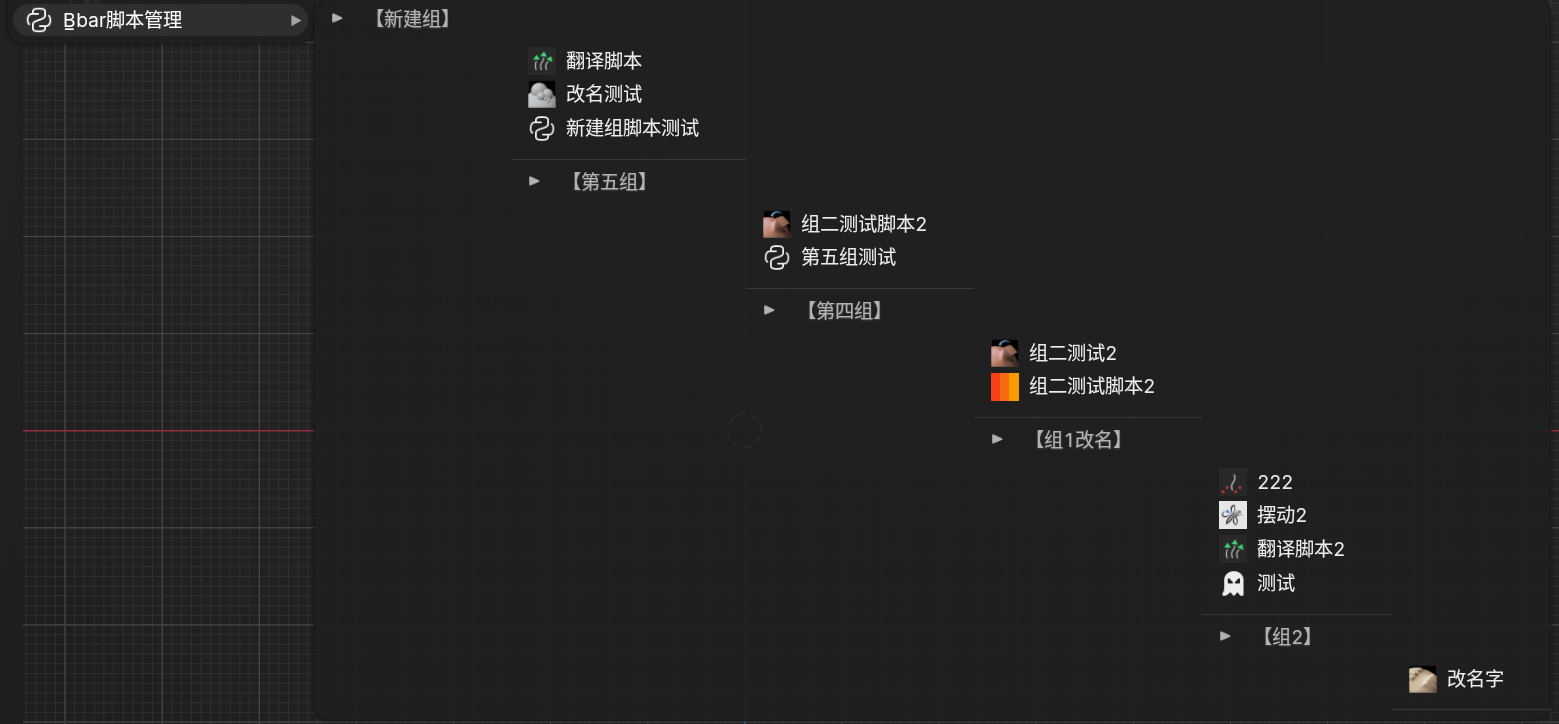 Bbar脚本管理
【新建组】
翻译脚本
改名测试
新建组脚本测试
【第五组】
组二测试脚本2
第五组测试
【第四组】
组二测试2
组二测试脚本2
【组1改名】
222
摆动2
翻译脚本2
测试
【组2】
改名字